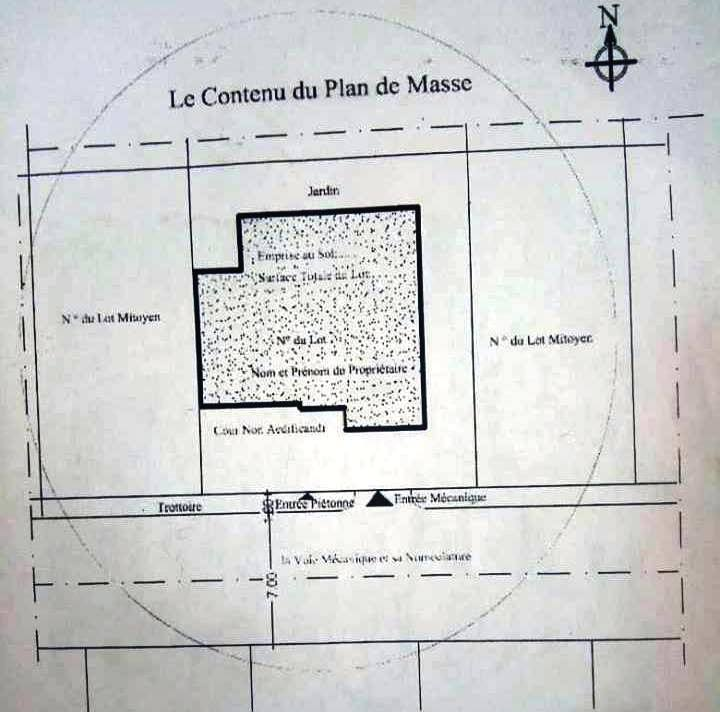 N
Le Contenu du Plan de Masse
Jardin
Emprise au Sol:.....
Surface Totale du Lot
N° du Lot Mitoyen
N° du Lot
N° du Lot Mitoyen
Nom et Prénom du Propriétaire
Cour Non Aedificandi
Trottoire
Entrée Piétonne
Entrée Mécanique
la Voie Mécanique et sa Nomenclature
7.00